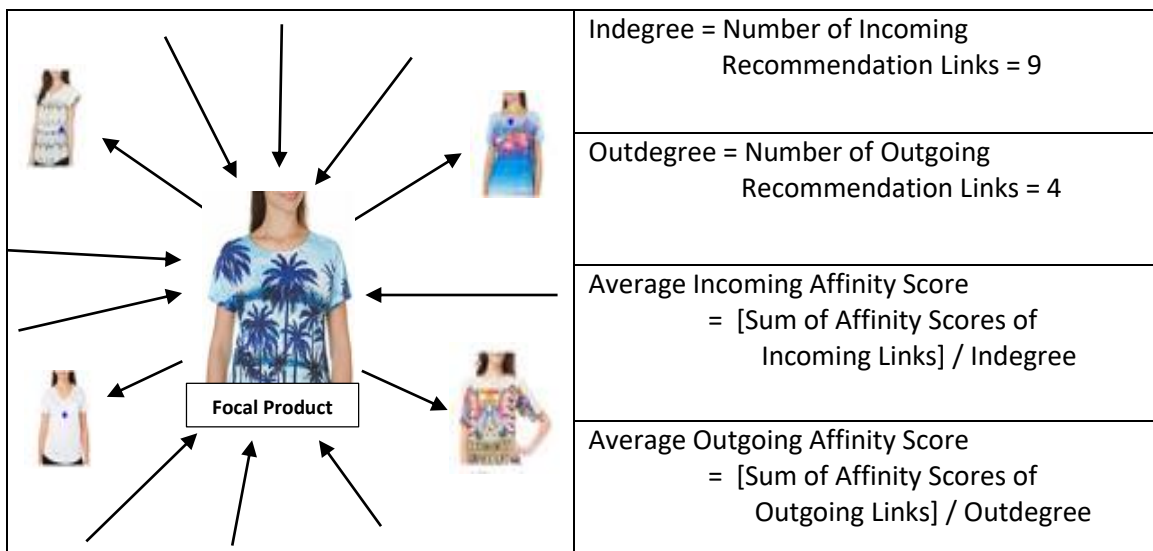 Focal Product
Indegree = Number of Incoming
Recommendation Links = 9
Outdegree = Number of Outgoing
Recommendation Links = 4
Average Incoming Affinity Score
= [Sum of Affinity Scores of
Incoming Links] / Indegree
Average Outgoing Affinity Score
= [Sum of Affinity Scores of
Outgoing Links] / Outdegree